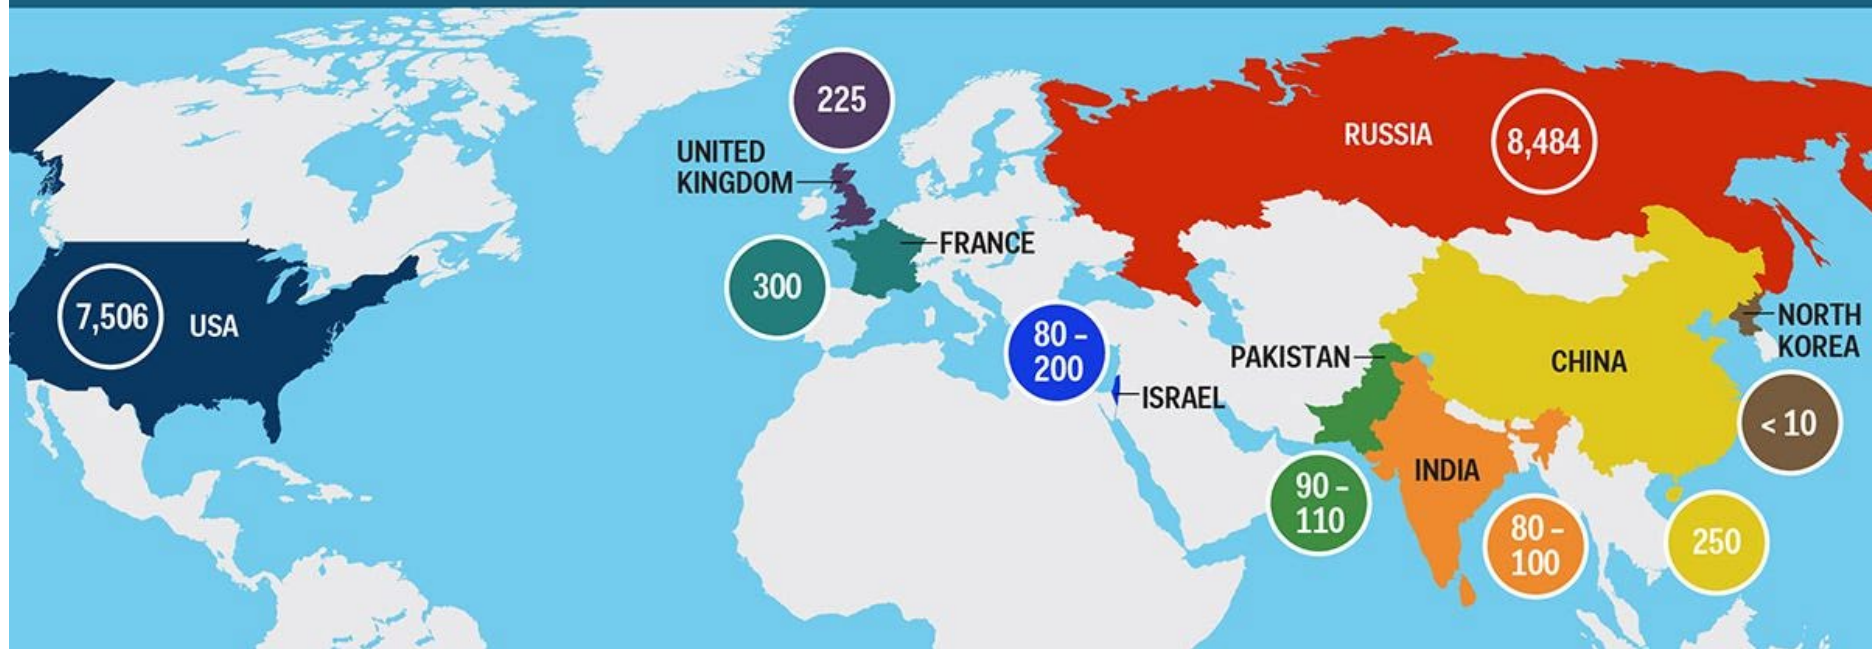 225
UNITED
KINGDOM
FRANCE
300
7,506
USA
80 –
200
ISRAEL
RUSSIA
8,484
PAKISTAN
90 –
110
INDIA
80 –
100
CHINA
250
NORTH
KOREA
< 10